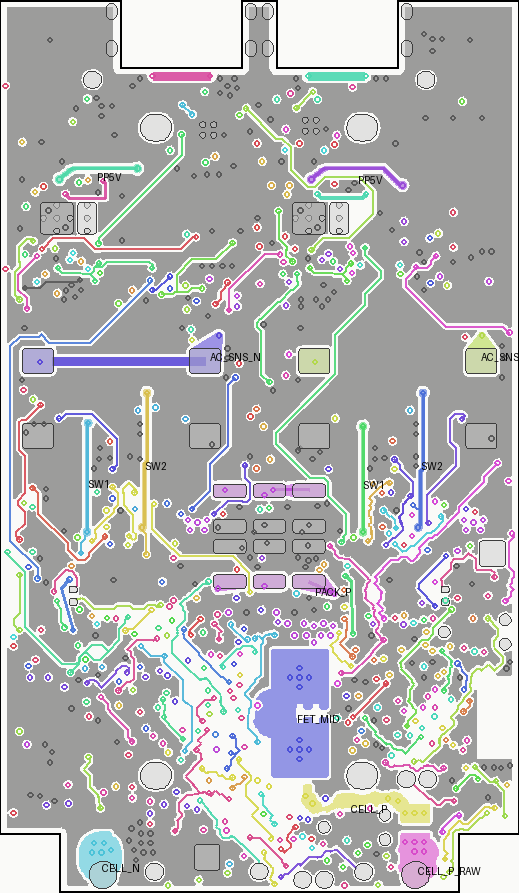 PP5V
PP5V
AC_SNS_N
AC_SNS
SW2
SW2
SW1
SW1
PACK_P
FET_MID
CELL_P
CELL_N
CELL_P_RAW